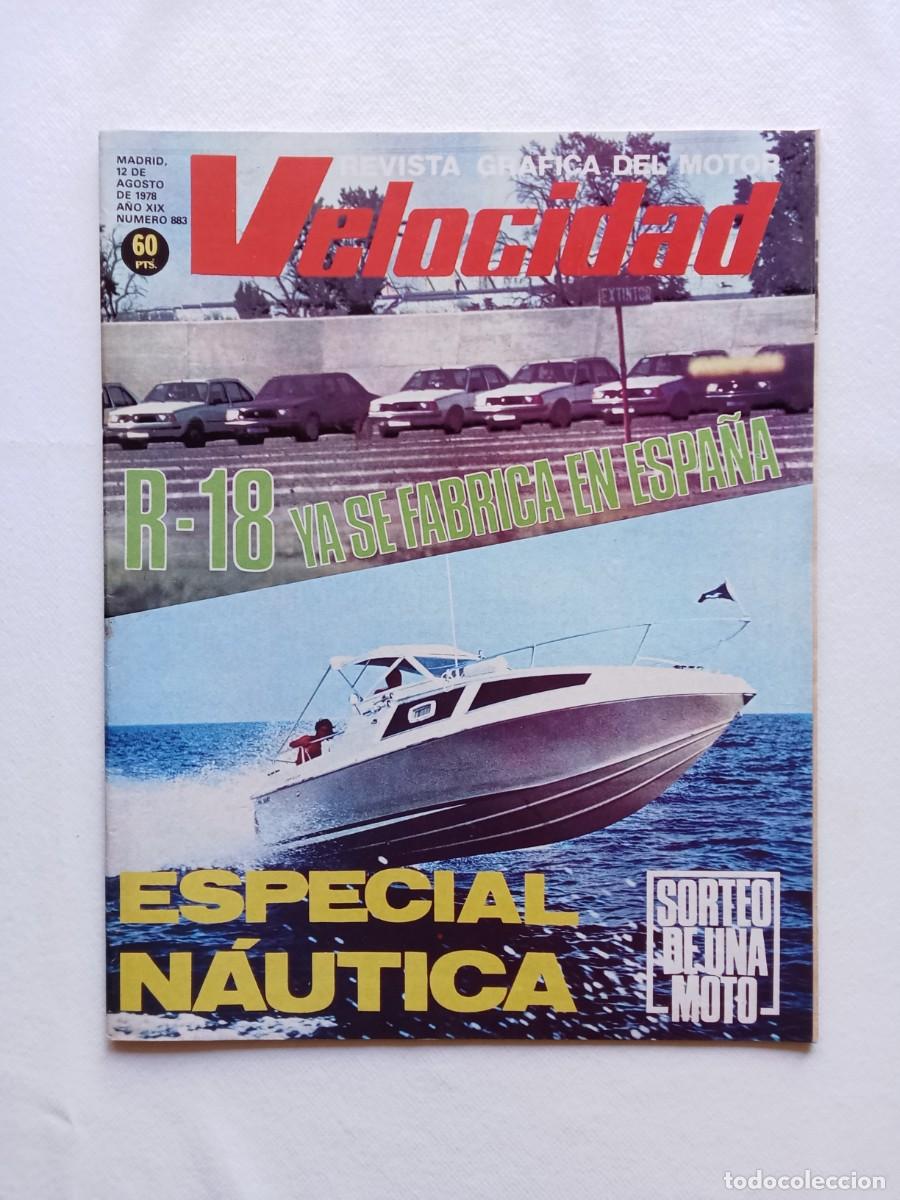 MADRID,
12 DE
AGOSTO
DE 1978
AÑO XIX
NUMERO 883
60
PTS.
REVISTA GRAFICA DEL MOTOR
Velocidad
EXTINTOR
R-18 YA SE FABRICA EN ESPAÑA
ESPECIAL
NÁUTICA
SORTEO
DE UNA
MOTO
todocoleccion